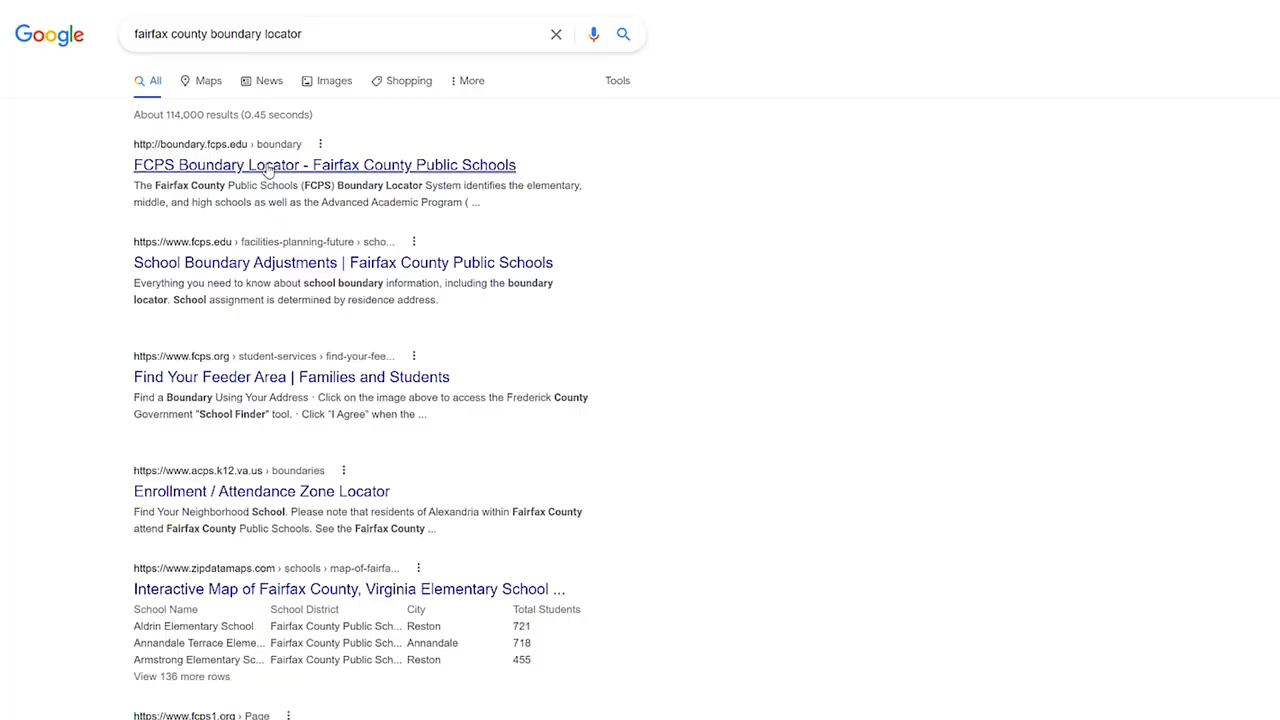 Google
fairfax county boundary locator
All Maps News Images Shopping More Tools
About 114,000 results (0.45 seconds)
http://boundary.fcps.edu › boundary
FCPS Boundary Locator - Fairfax County Public Schools
The Fairfax County Public Schools (FCPS) Boundary Locator System identifies the elementary,
middle, and high schools as well as the Advanced Academic Program ( ...
https://www.fcps.edu › facilities-planning-future › scho...
School Boundary Adjustments | Fairfax County Public Schools
Everything you need to know about school boundary information, including the boundary
locator. School assignment is determined by residence address.
https://www.fcps.org › student-services › find-your-fee...
Find Your Feeder Area | Families and Students
Find a Boundary Using Your Address · Click on the image above to access the Frederick County
Government "School Finder" tool. · Click “I Agree” when the ...
https://www.acps.k12.va.us › boundaries
Enrollment / Attendance Zone Locator
Find Your Neighborhood School. Please note that residents of Alexandria within Fairfax County
attend Fairfax County Public Schools. See the Fairfax County ...
https://www.zipdatamaps.com › schools › map-of-fairfa...
Interactive Map of Fairfax County, Virginia Elementary School ...
School Name School District City Total Students
Aldrin Elementary School Fairfax County Public Sch... Reston 721
Annandale Terrace Eleme... Fairfax County Public Sch... Annandale 718
Armstrong Elementary Sc... Fairfax County Public Sch... Reston 455
View 136 more rows
https://www.fcps1.org › Page